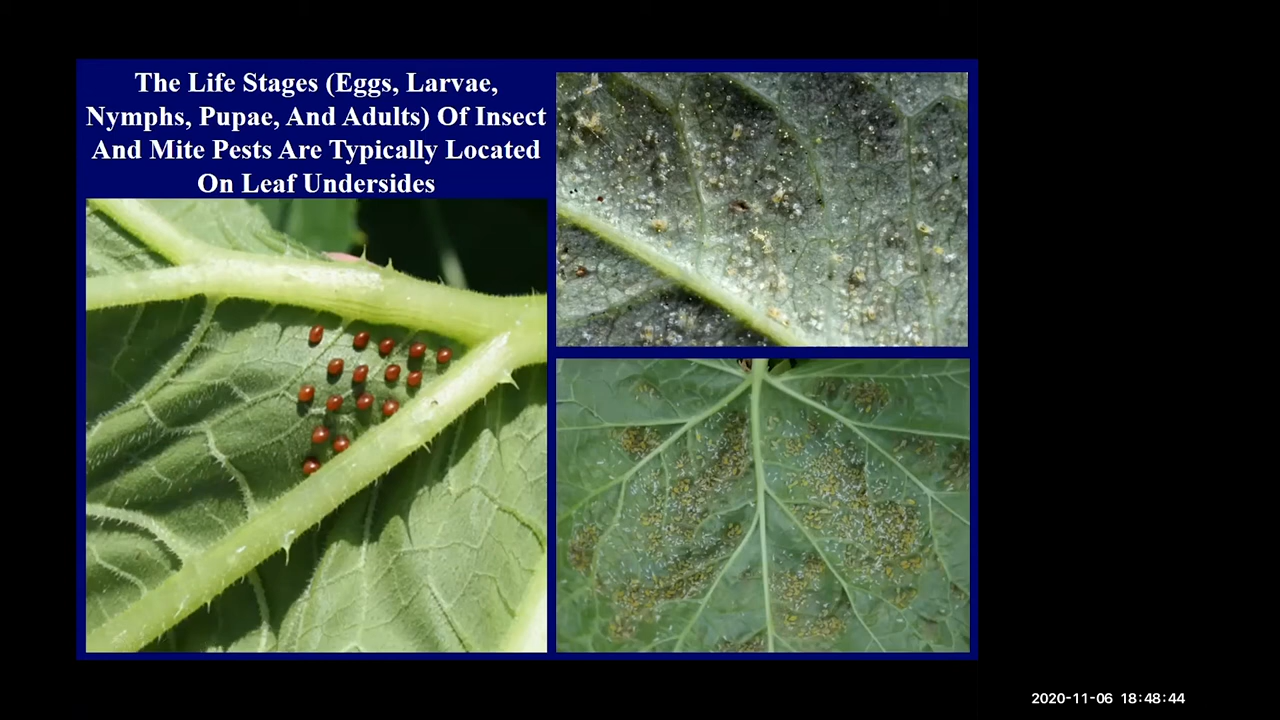 The Life Stages (Eggs, Larvae,
Nymphs, Pupae, And Adults) Of Insect
And Mite Pests Are Typically Located
On Leaf Undersides
2020-11-06 18:48:44